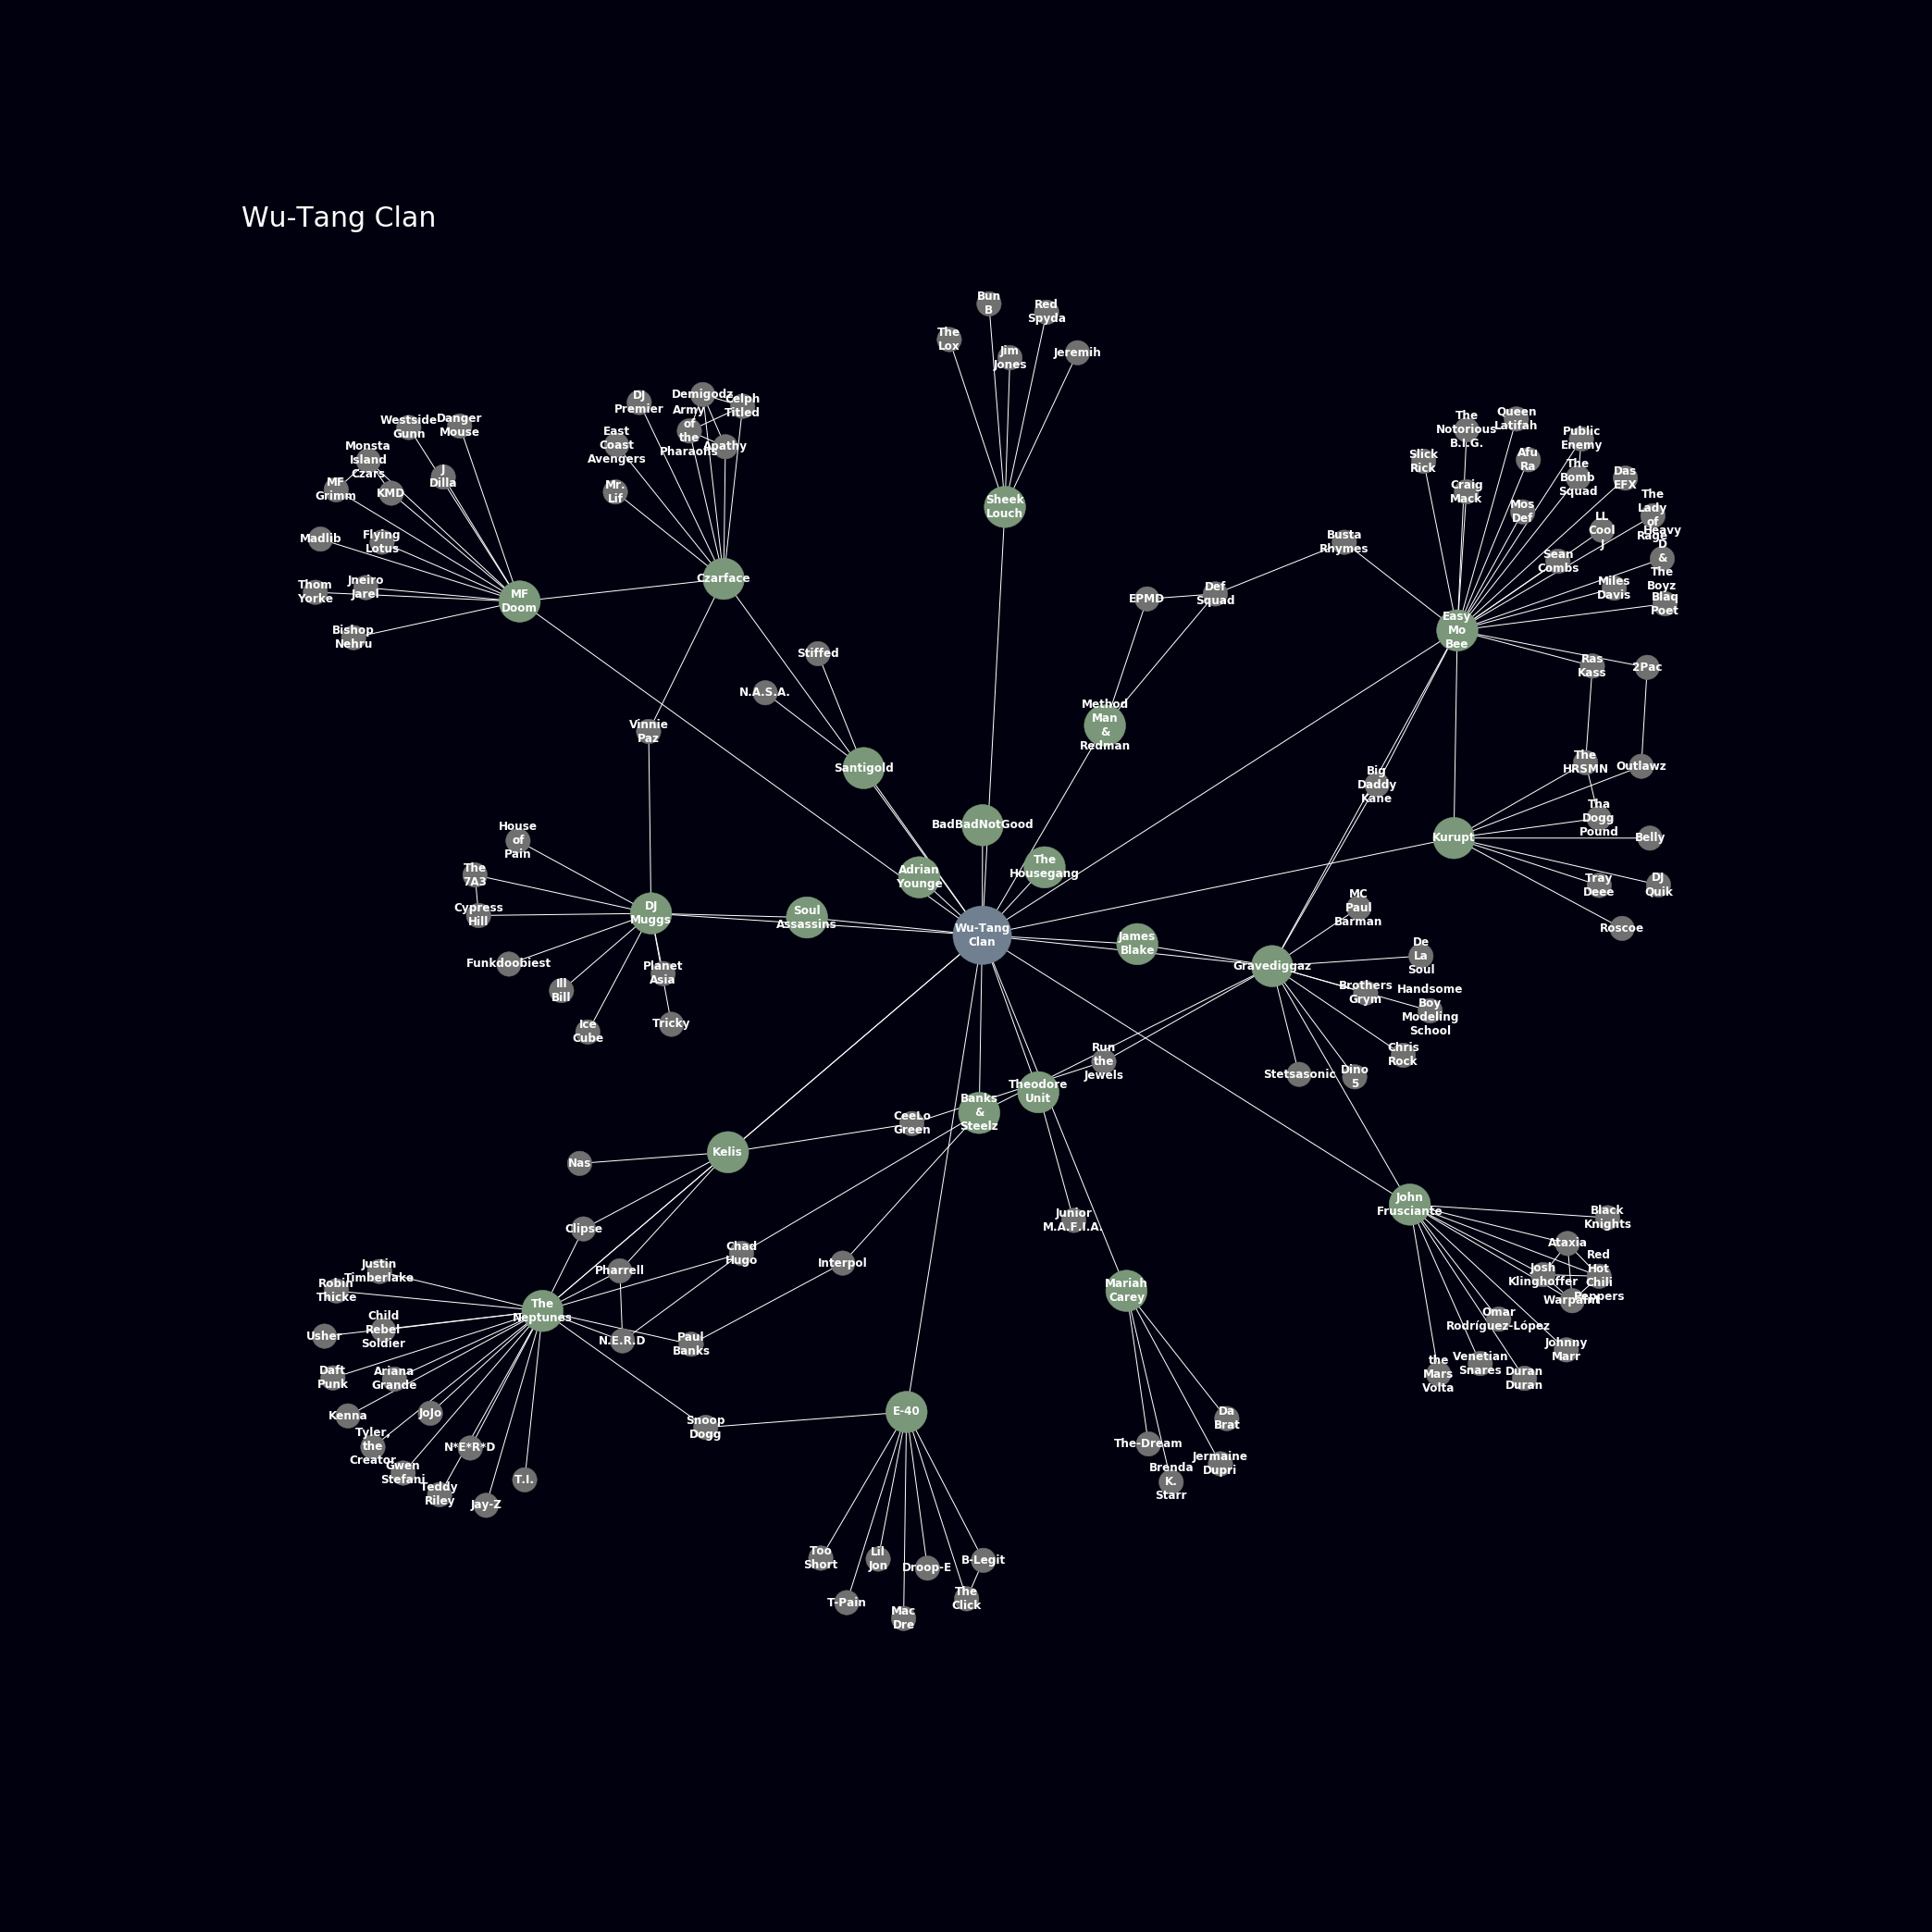 Wu-Tang Clan
Bun
B
Red
Spyda
The
Lox
Jim
Jones
Jeremih
Sheek
Louch
DJ
Premier
Demigodz
Celph
Titled
Army
of
the
Pharaohs
Apathy
East
Coast
Avengers
Mr.
Lif
Czarface
Westside
Gunn
Danger
Mouse
Monsta
Island
Czars
J
Dilla
MF
Grimm
KMD
Madlib
Flying
Lotus
Thom
Yorke
Jneiro
Jarel
Bishop
Nehru
MF
Doom
The
Notorious
B.I.G.
Queen
Latifah
Public
Enemy
Slick
Rick
Afu
Ra
The
Bomb
Squad
Das
EFX
Craig
Mack
Mos
Def
The
Lady
of
Rage
LL
Cool
J
Heavy
D
&
The
Boyz
Sean
Combs
Miles
Davis
Blaq
Poet
Easy
Mo
Bee
Busta
Rhymes
Def
Squad
EPMD
Ras
Kass
2Pac
Stiffed
N.A.S.A.
Method
Man
&
Redman
Vinnie
Paz
Santigold
The
HRSMN
Outlawz
Big
Daddy
Kane
Tha
Dogg
Pound
Kurupt
Belly
Tray
Deee
DJ
Quik
Roscoe
BadBadNotGood
House
of
Pain
The
7A3
Cypress
Hill
DJ
Muggs
Soul
Assassins
Adrian
Younge
The
Housegang
Wu-Tang
Clan
James
Blake
MC
Paul
Barman
Gravediggaz
De
La
Soul
Funkdoobiest
Ill
Bill
Planet
Asia
Ice
Cube
Tricky
Brothers
Grym
Handsome
Boy
Modeling
School
Chris
Rock
Stetsasonic
Dino
5
Run
the
Jewels
Theodore
Unit
Banks
&
Steelz
CeeLo
Green
Kelis
Nas
Clipse
Chad
Hugo
Pharrell
Interpol
Junior
M.A.F.I.A.
Mariah
Carey
John
Frusciante
Black
Knights
Ataxia
Josh
Klinghoffer
Red
Hot
Chili
Peppers
Warpaint
Omar
Rodríguez-López
Johnny
Marr
the
Mars
Volta
Venetian
Snares
Duran
Duran
Justin
Timberlake
Robin
Thicke
The
Neptunes
Child
Rebel
Soldier
Usher
N.E.R.D
Paul
Banks
Daft
Punk
Ariana
Grande
Kenna
JoJo
Tyler,
the
Creator
N*E*R*D
Gwen
Stefani
Teddy
Riley
Jay-Z
T.I.
Snoop
Dogg
E-40
Da
Brat
The-Dream
Jermaine
Dupri
Brenda
K.
Starr
Too
Short
Lil
Jon
Droop-E
B-Legit
T-Pain
The
Click
Mac
Dre